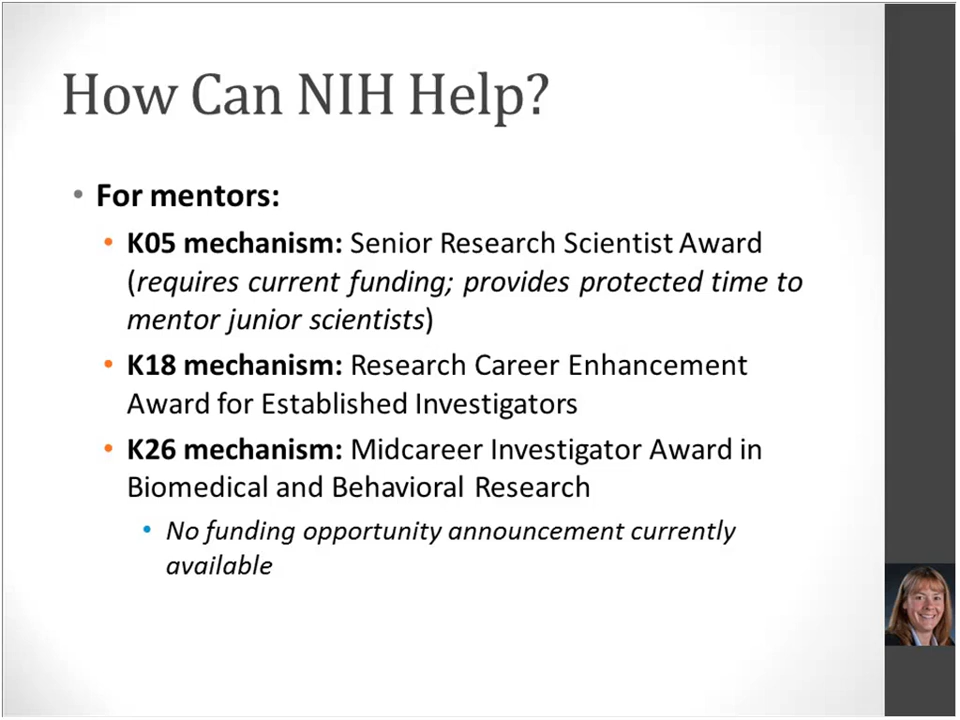 How Can NIH Help?
• For mentors:
• K05 mechanism: Senior Research Scientist Award
(requires current funding; provides protected time to
mentor junior scientists)
• K18 mechanism: Research Career Enhancement
Award for Established Investigators
• K26 mechanism: Midcareer Investigator Award in
Biomedical and Behavioral Research
• No funding opportunity announcement currently
available